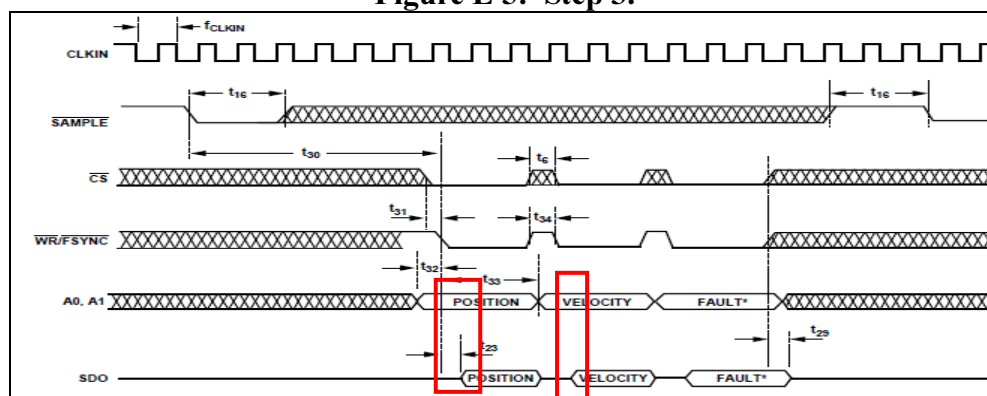 Figure E-3: Step 3.
fCLKIN
CLKIN
t16
t16
SAMPLE
t30
t6
CS
t31
t34
WR/FSYNC
t32
t33
A0, A1
POSITION
VELOCITY
FAULT*
t23
t29
SDO
POSITION
VELOCITY
FAULT*